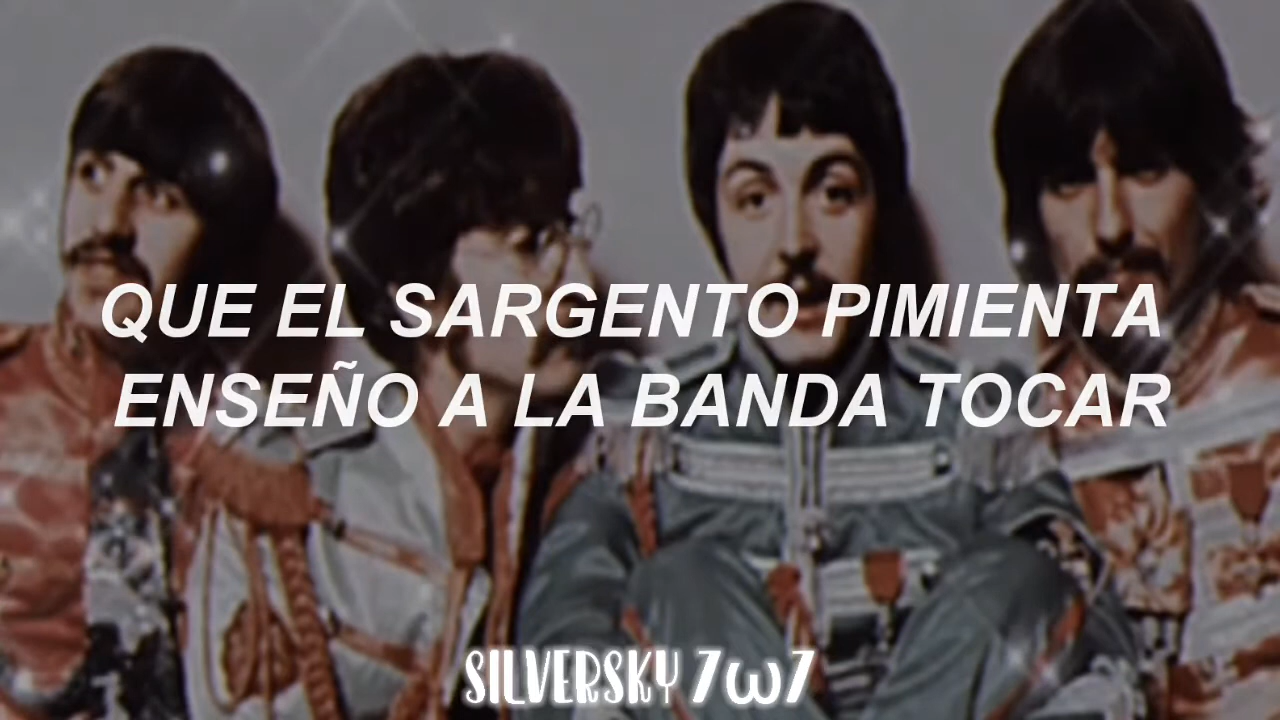 QUE EL SARGENTO PIMIENTA
ENSEÑO A LA BANDA TOCAR
SILVERSKY 7ω7